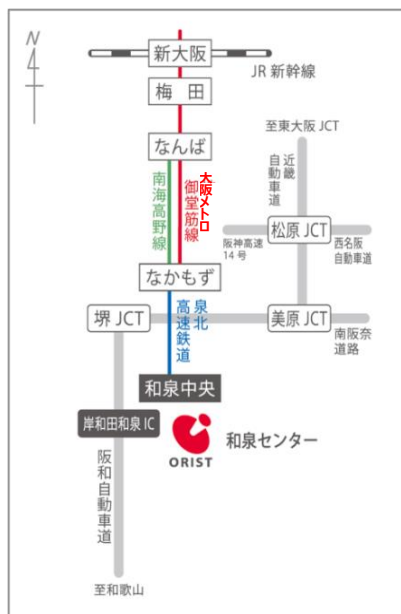 N
新大阪
JR 新幹線
梅田
至東大阪 JCT
なんば
近畿
自動車道
南海高野線
大阪メトロ
御堂筋線
阪神高速
14 号
松原 JCT
西名阪
自動車道
なかもず
堺 JCT
泉北
高速鉄道
美原 JCT
南阪奈
道路
和泉中央
岸和田和泉 IC
ORIST
和泉センター
阪和自動車道
至和歌山